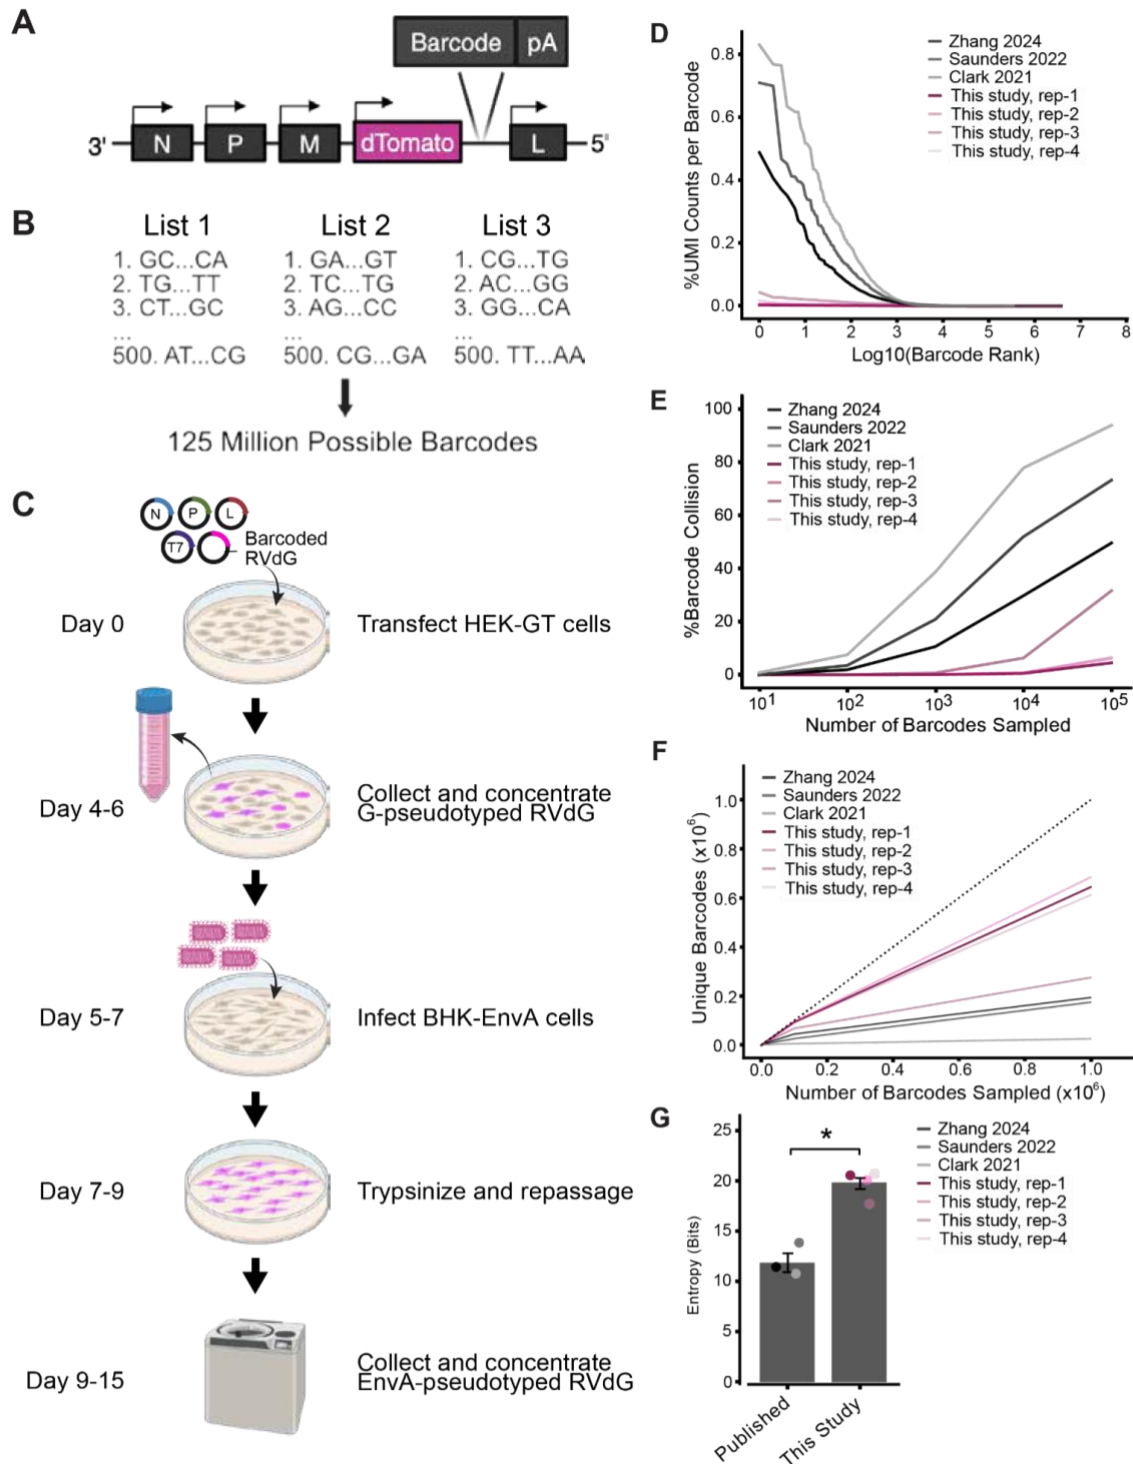 A
Barcode pA
3' N P M dTomato L 5'
B
List 1 List 2 List 3
1. GC...CA 1. GA...GT 1. CG...TG
2. TG...TT 2. TC...TG 2. AC...GG
3. CT...GC 3. AG...CC 3. GG...CA
... ... ...
500. AT...CG 500. CG...GA 500. TT...AA
125 Million Possible Barcodes
C
N P L
T7 Barcoded
RVdG
Day 0 Transfect HEK-GT cells
Day 4-6 Collect and concentrate
G-pseudotyped RVdG
Day 5-7 Infect BHK-EnvA cells
Day 7-9 Trypsinize and repassage
Day 9-15 Collect and concentrate
EnvA-pseudotyped RVdG
D
%UMI Counts per Barcode
0.8
0.6
0.4
0.2
0.0
0 1 2 3 4 5 6 7 8
Log10(Barcode Rank)
Zhang 2024
Saunders 2022
Clark 2021
This study, rep-1
This study, rep-2
This study, rep-3
This study, rep-4
E
%Barcode Collision
100
80
60
40
20
0
10¹ 10² 10³ 10⁴ 10⁵
Number of Barcodes Sampled
Zhang 2024
Saunders 2022
Clark 2021
This study, rep-1
This study, rep-2
This study, rep-3
This study, rep-4
F
Unique Barcodes (x10⁶)
1.0
0.8
0.6
0.4
0.2
0.0
0.0 0.2 0.4 0.6 0.8 1.0
Number of Barcodes Sampled (x10⁶)
Zhang 2024
Saunders 2022
Clark 2021
This study, rep-1
This study, rep-2
This study, rep-3
This study, rep-4
G
Entropy (Bits)
25
20
15
10
5
0
*
Published This Study
Zhang 2024
Saunders 2022
Clark 2021
This study, rep-1
This study, rep-2
This study, rep-3
This study, rep-4